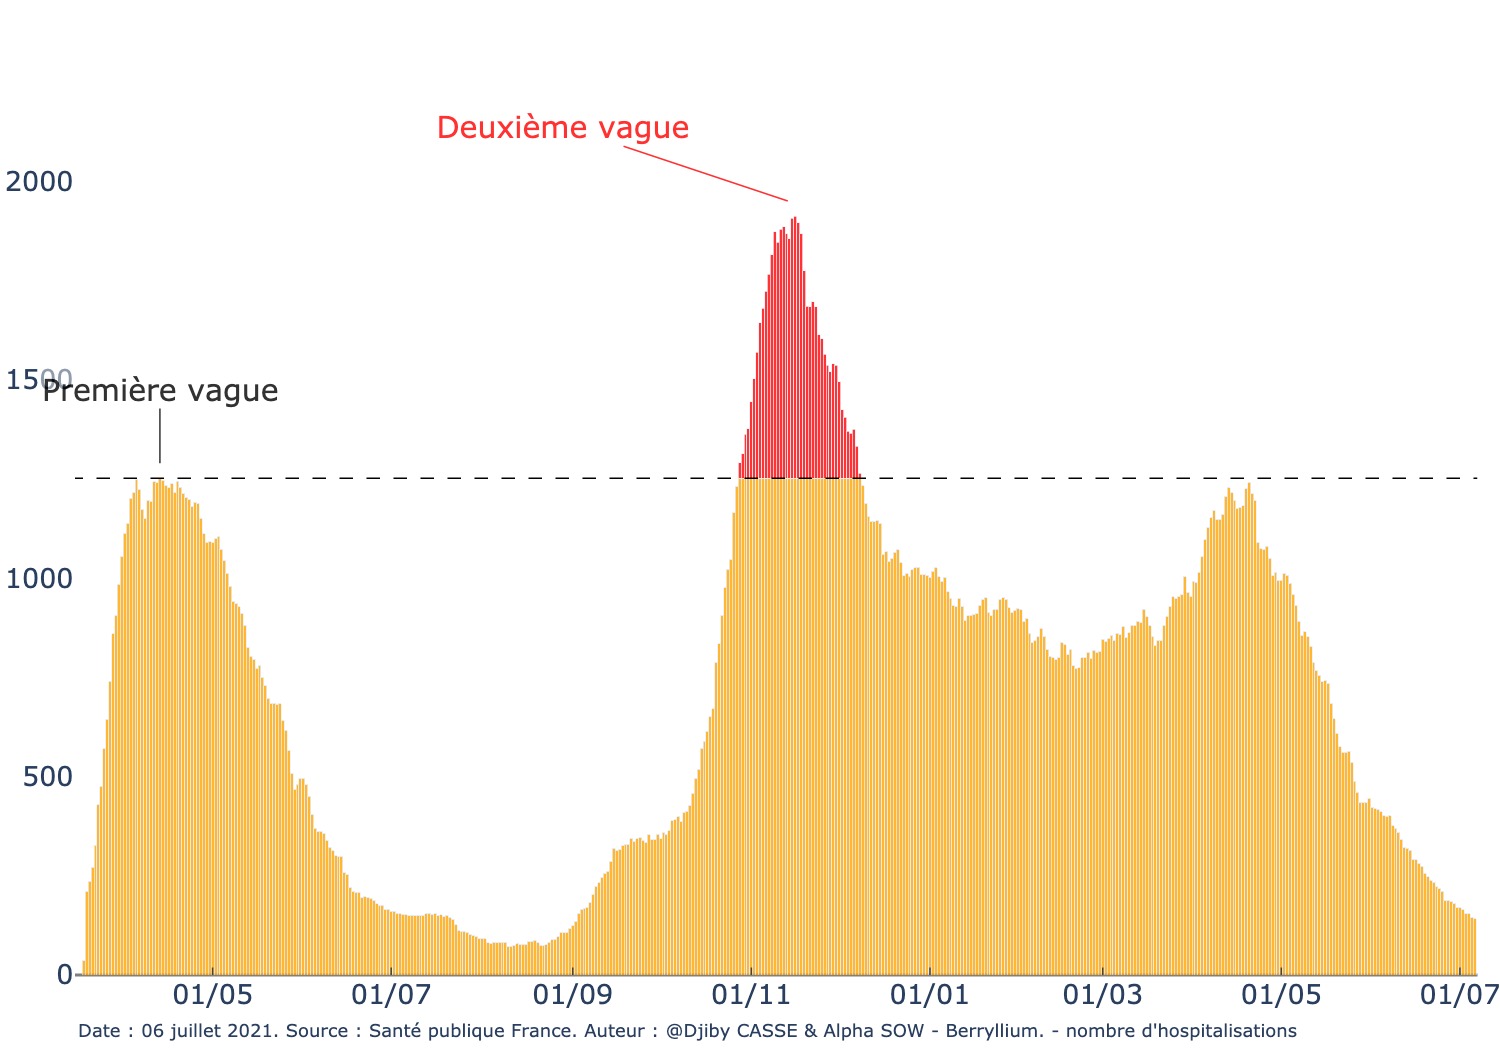 Deuxième vague
2000
1500
Première vague
1000
500
0
01/05 01/07 01/09 01/11 01/01 01/03 01/05 01/07
Date : 06 juillet 2021. Source : Santé publique France. Auteur : @Djiby CASSE & Alpha SOW - Berryllium. - nombre d'hospitalisations